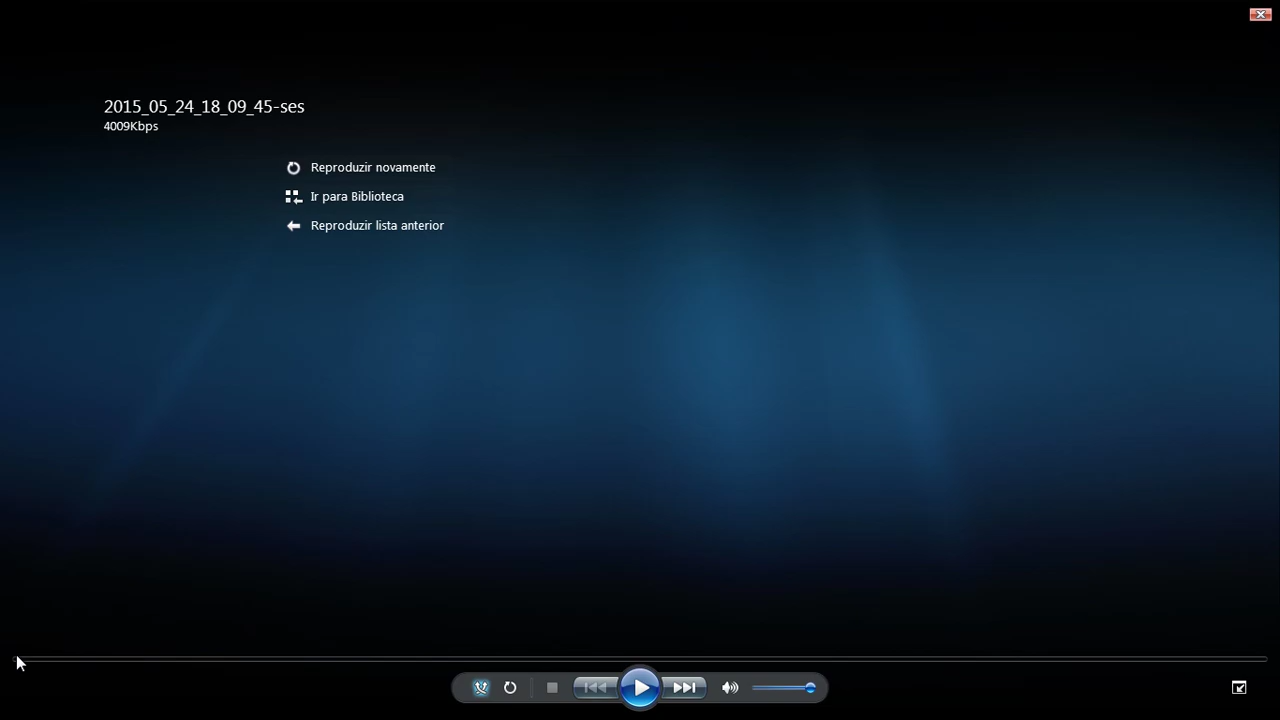 2015_05_24_18_09_45-ses
4009Kbps
Reproduzir novamente
Ir para Biblioteca
Reproduzir lista anterior